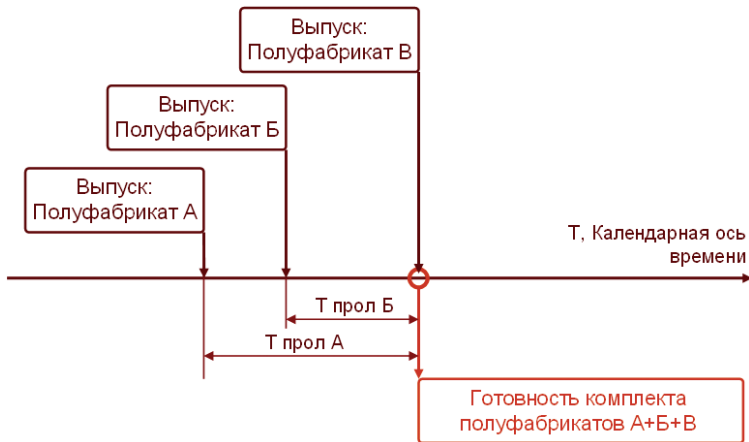 Выпуск:
Полуфабрикат В
Выпуск:
Полуфабрикат Б
Выпуск:
Полуфабрикат А
Т, Календарная ось
времени
Т прол Б
Т прол А
Готовность комплекта
полуфабрикатов А+Б+В